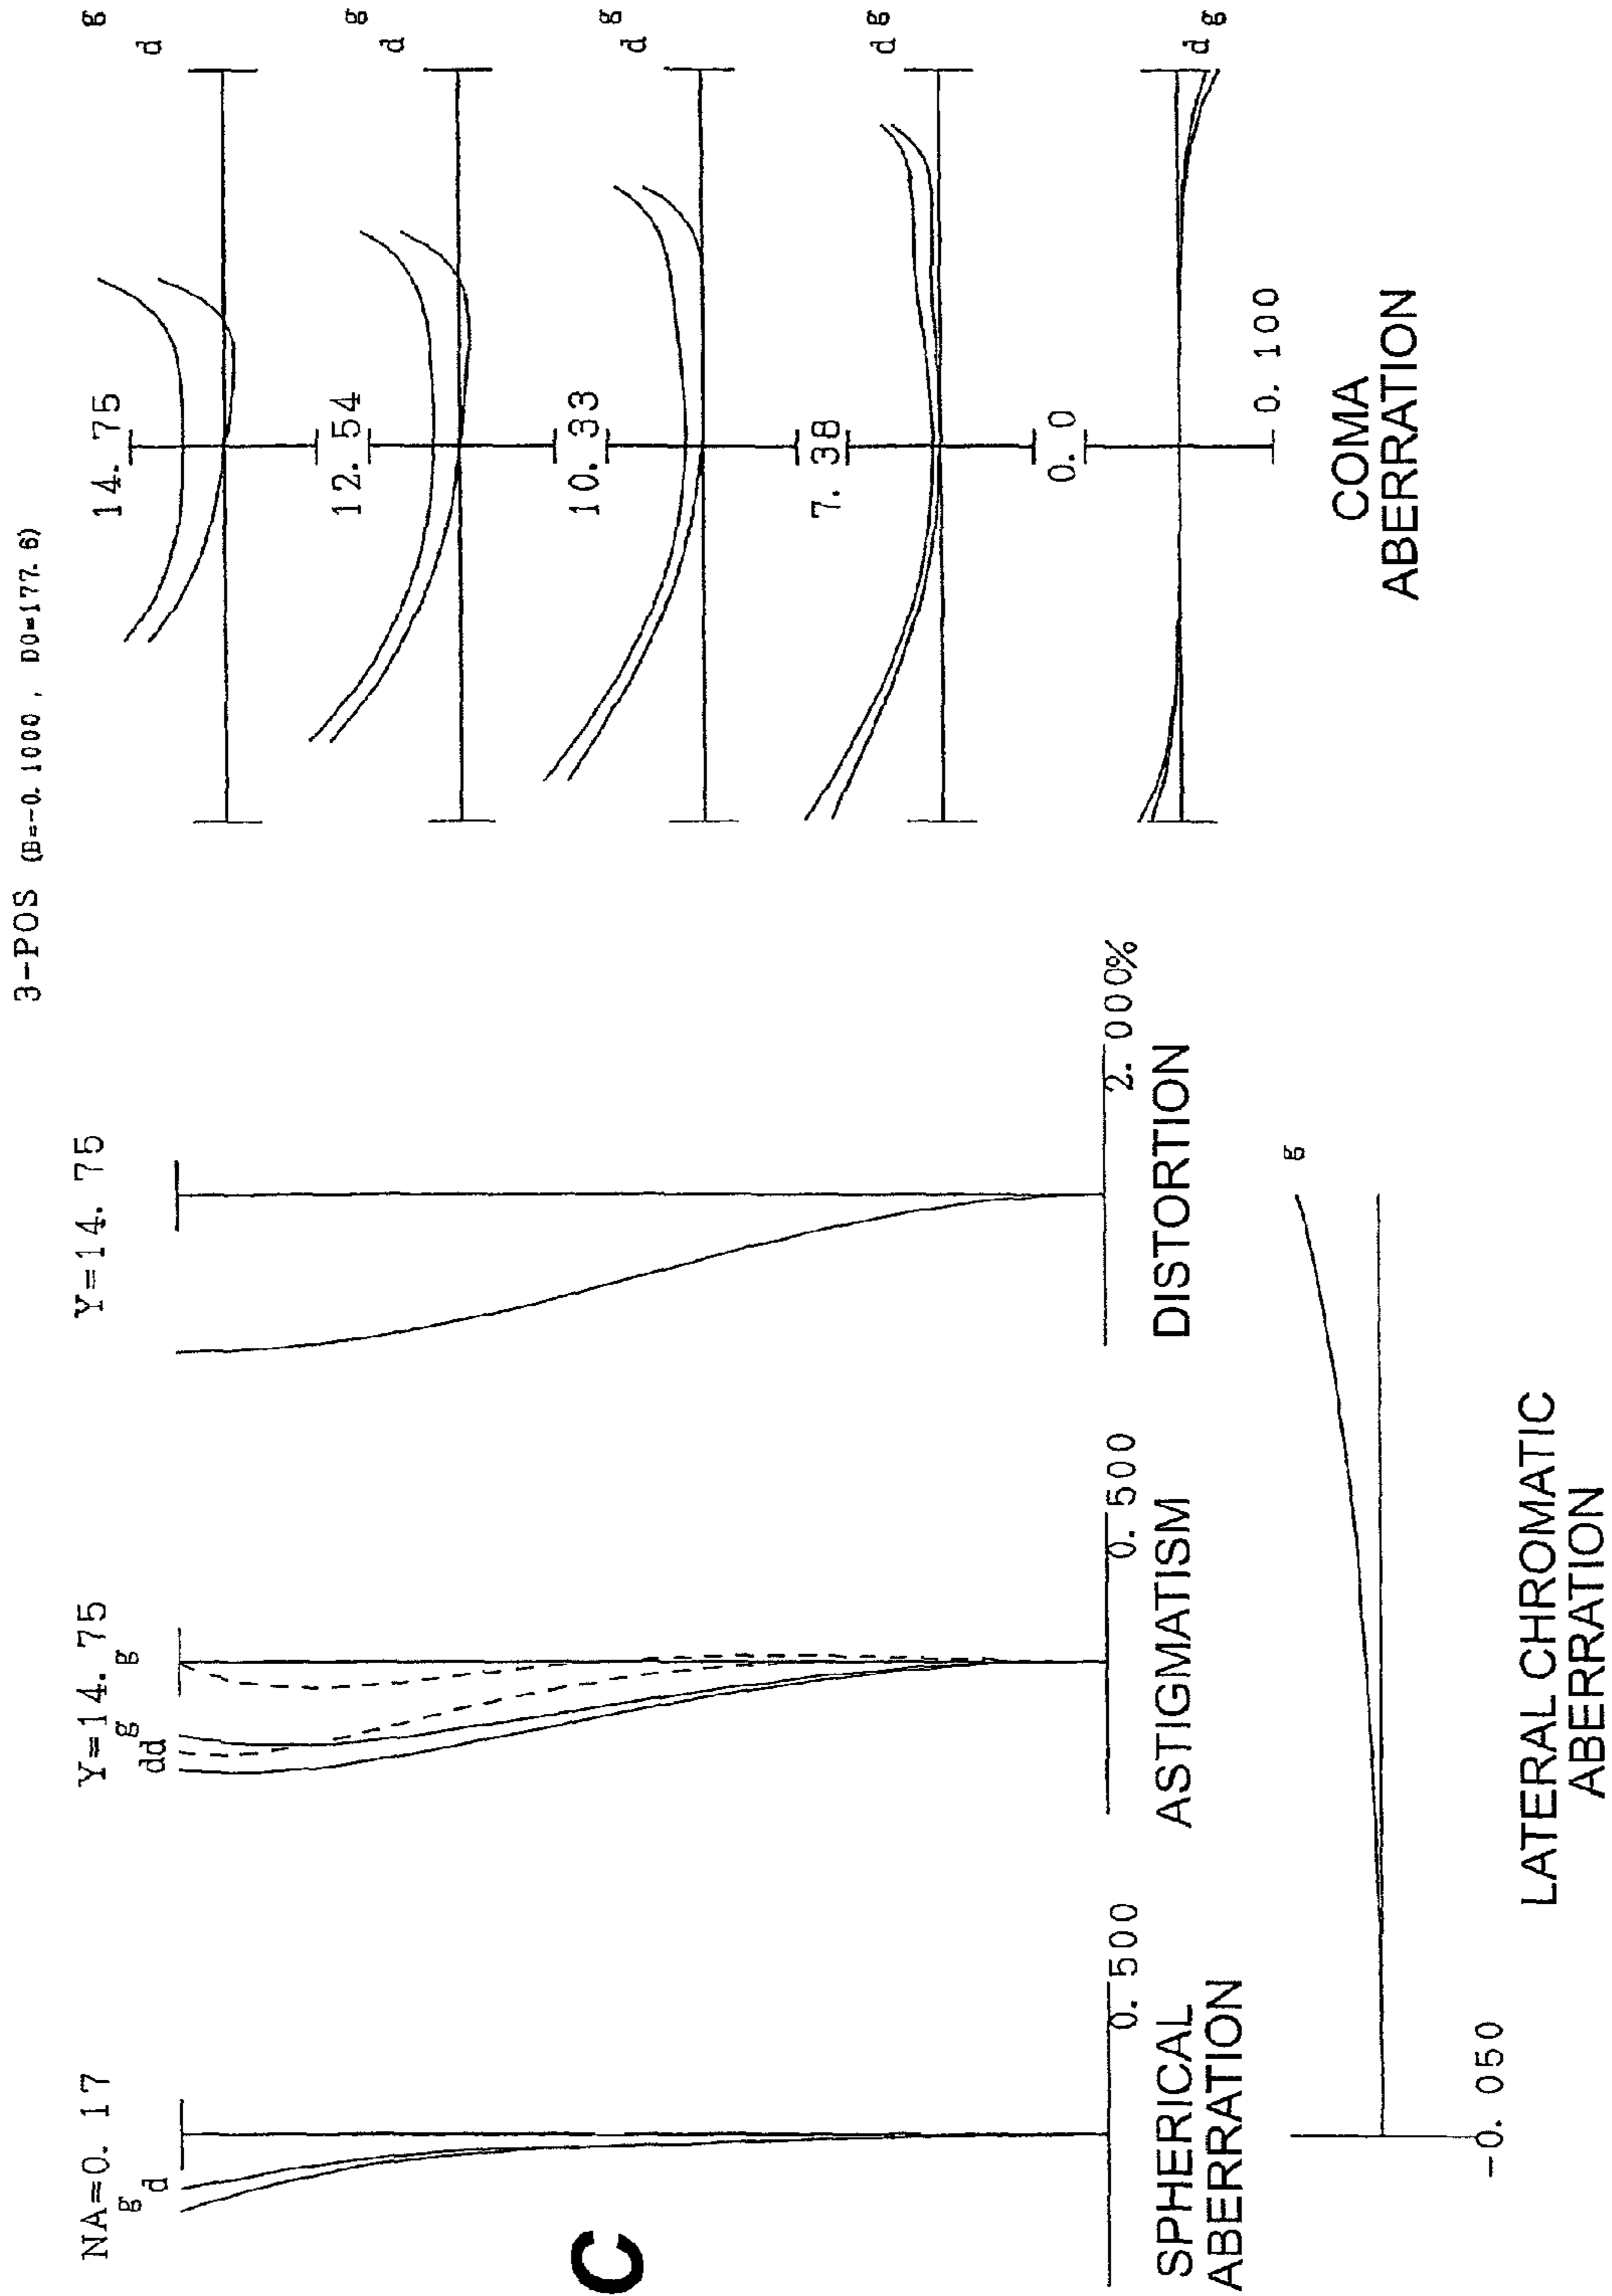 3-POS (B=-0.1000, D0=177.6)
C
NA=0.17
g
d
0.500
SPHERICAL
ABERRATION
Y=14.75
g
g
dd
0.500
ASTIGMATISM
Y=14.75
2.000%
DISTORTION
14.75
d
g
12.54
d
g
10.33
d
g
7.38
d
g
0.0
d
g
0.100
COMA
ABERRATION
g
-0.050
LATERAL CHROMATIC
ABERRATION